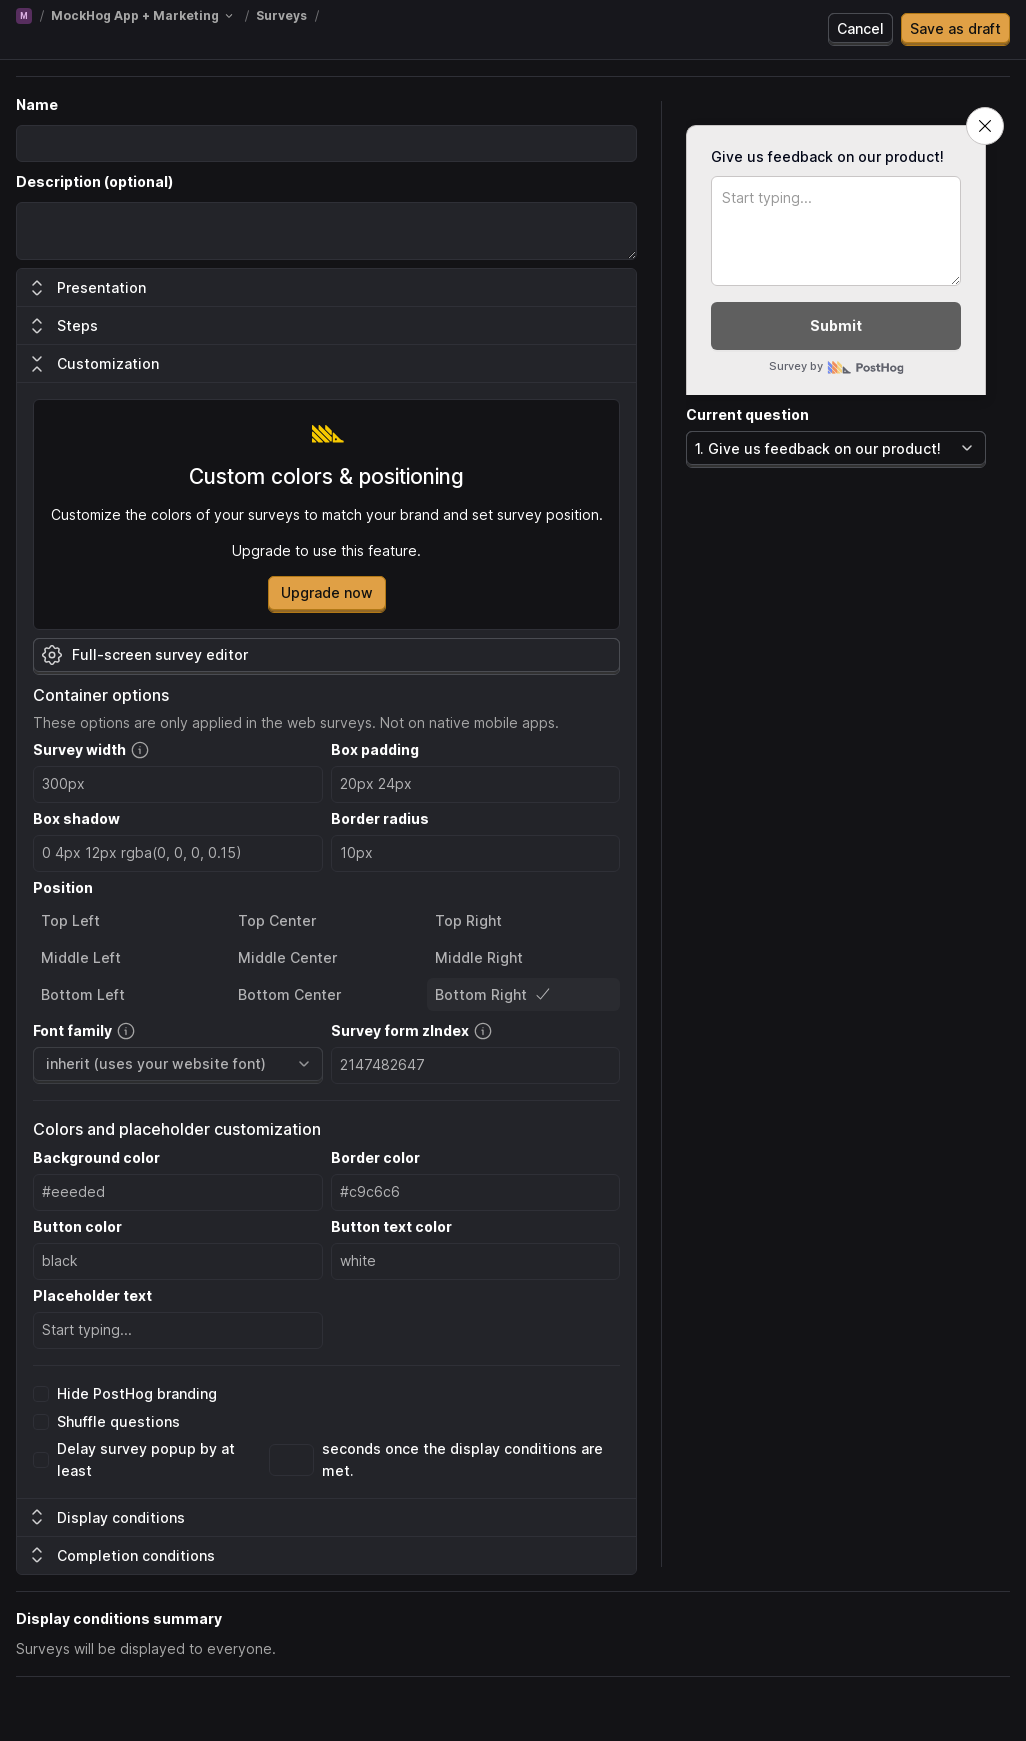 M / MockHog App + Marketing / Surveys /
Cancel
Save as draft
Name
Description (optional)
Presentation
Steps
Customization
Custom colors & positioning
Customize the colors of your surveys to match your brand and set survey position.
Upgrade to use this feature.
Upgrade now
Full-screen survey editor
Container options
These options are only applied in the web surveys. Not on native mobile apps.
Survey width
Box padding
300px
20px 24px
Box shadow
Border radius
0 4px 12px rgba(0, 0, 0, 0.15)
10px
Position
Top Left
Top Center
Top Right
Middle Left
Middle Center
Middle Right
Bottom Left
Bottom Center
Bottom Right
Font family
Survey form zIndex
inherit (uses your website font)
2147482647
Colors and placeholder customization
Background color
Border color
#eeeded
#c9c6c6
Button color
Button text color
black
white
Placeholder text
Start typing...
Hide PostHog branding
Shuffle questions
Delay survey popup by at
least
seconds once the display conditions are
met.
Display conditions
Completion conditions
Give us feedback on our product!
Start typing...
Submit
Survey by PostHog
Current question
1. Give us feedback on our product!
Display conditions summary
Surveys will be displayed to everyone.